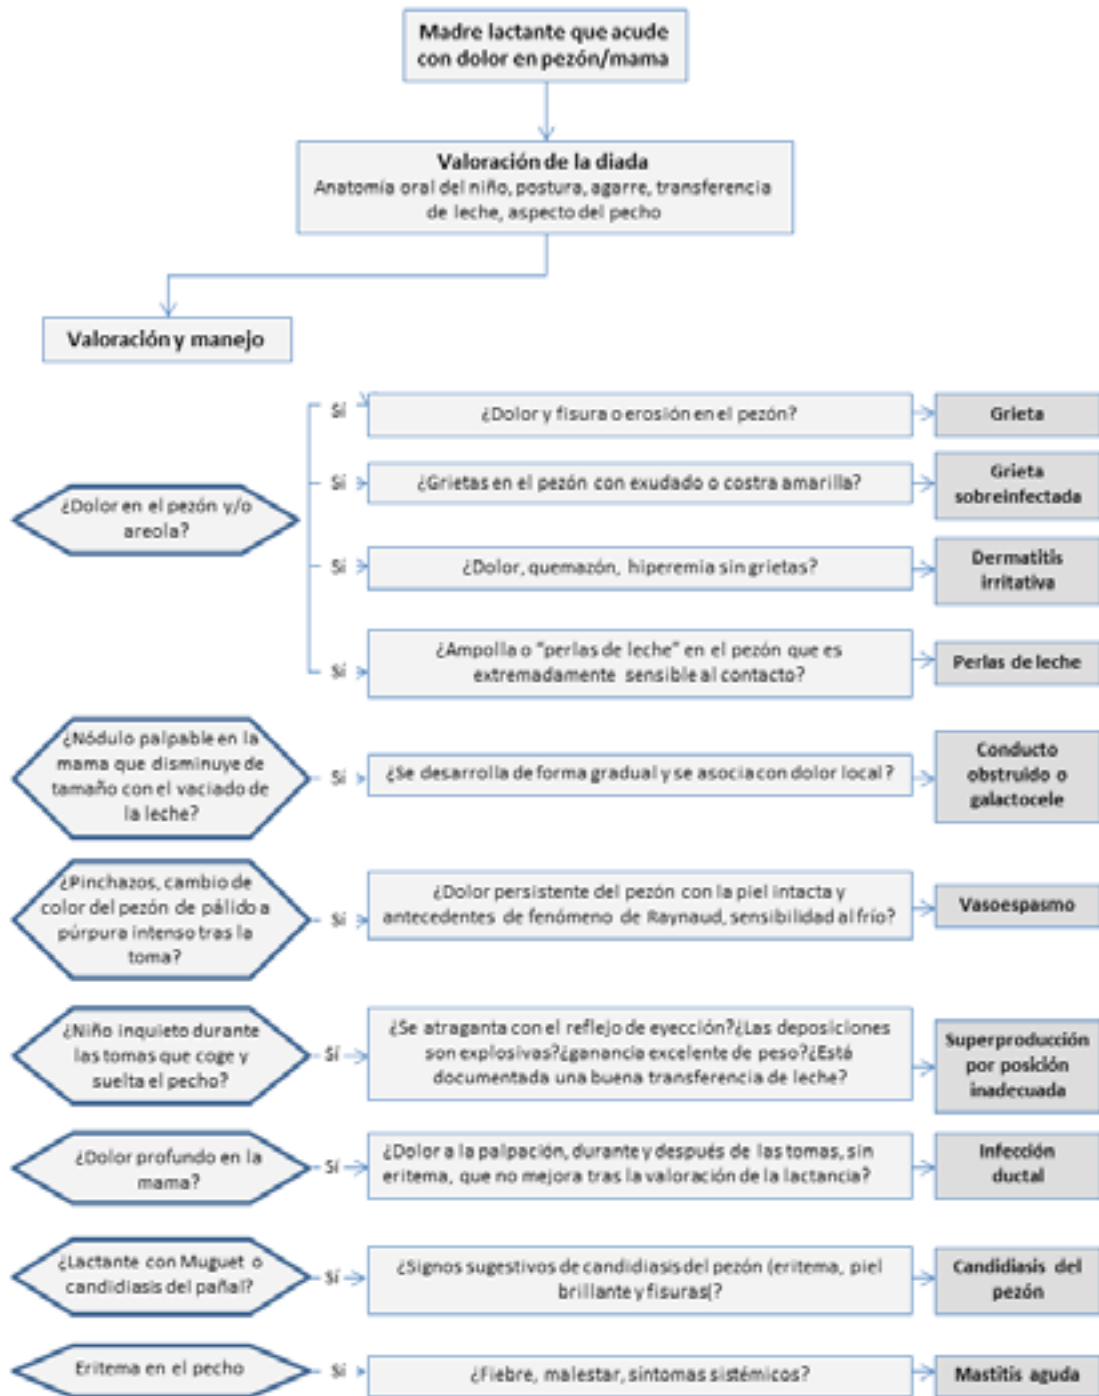 Madre lactante que acude
con dolor en pezón/mama
Valoración de la diada
Anatomía oral del niño, postura, agarre, transferencia
de leche, aspecto del pecho
Valoración y manejo
¿Dolor en el pezón y/o
areola?
Sí
¿Dolor y fisura o erosión en el pezón?
Grieta
Sí
¿Grietas en el pezón con exudado o costra amarilla?
Grieta
sobreinfectada
Sí
¿Dolor, quemazón, hiperemia sin grietas?
Dermatitis
irritativa
Sí
¿Ampolla o "perlas de leche" en el pezón que es
extremadamente sensible al contacto?
Perlas de leche
¿Nódulo palpable en la
mama que disminuye de
tamaño con el vaciado de
la leche?
Sí
¿Se desarrolla de forma gradual y se asocia con dolor local?
Conducto
obstruido o
galactocele
¿Pinchazos, cambio de
color del pezón de pálido a
púrpura intenso tras la
toma?
Sí
¿Dolor persistente del pezón con la piel intacta y
antecedentes de fenómeno de Raynaud, sensibilidad al frío?
Vasoespasmo
¿Niño inquieto durante
las tomas que coge y
suelta el pecho?
Sí
¿Se atraganta con el reflejo de eyección?¿Las deposiciones
son explosivas?¿ganancia excelente de peso?¿Está
documentada una buena transferencia de leche?
Superproducción
por posición
inadecuada
¿Dolor profundo en la
mama?
Sí
¿Dolor a la palpación, durante y después de las tomas, sin
eritema, que no mejora tras la valoración de la lactancia?
Infección
ductal
¿Lactante con Muguet o
candidiasis del pañal?
Sí
¿Signos sugestivos de candidiasis del pezón (eritema, piel
brillante y fisuras(?
Candidiasis del
pezón
Eritema en el pecho
Sí
¿Fiebre, malestar, síntomas sistémicos?
Mastitis aguda